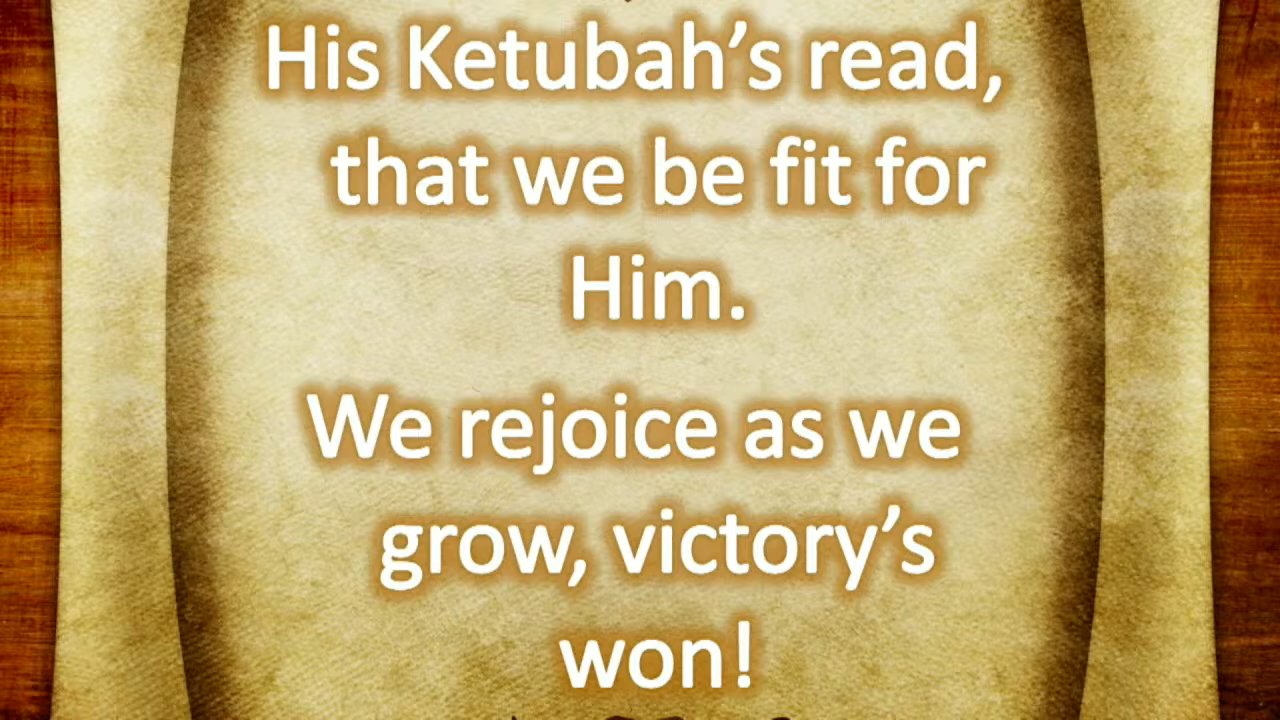 His Ketubah’s read,
that we be fit for
Him.
We rejoice as we
grow, victory’s
won!